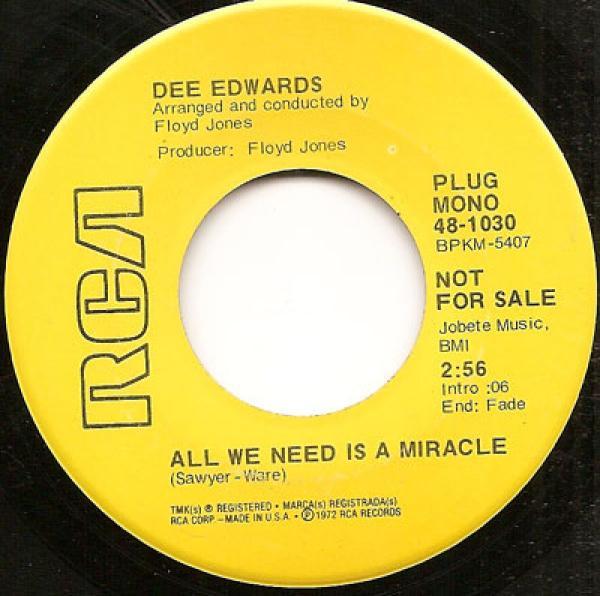 DEE EDWARDS
Arranged and conducted by
Floyd Jones
Producer: Floyd Jones
RCA
PLUG
MONO
48-1030
BPKM-5407
NOT
FOR SALE
Jobete Music,
BMI
2:56
Intro :06
End: Fade
ALL WE NEED IS A MIRACLE
(Sawyer-Ware)
TMK(s) ® REGISTERED • MARCA(s) REGISTRADA(s)
RCA CORP – MADE IN U.S.A. • ℗ 1972 RCA RECORDS